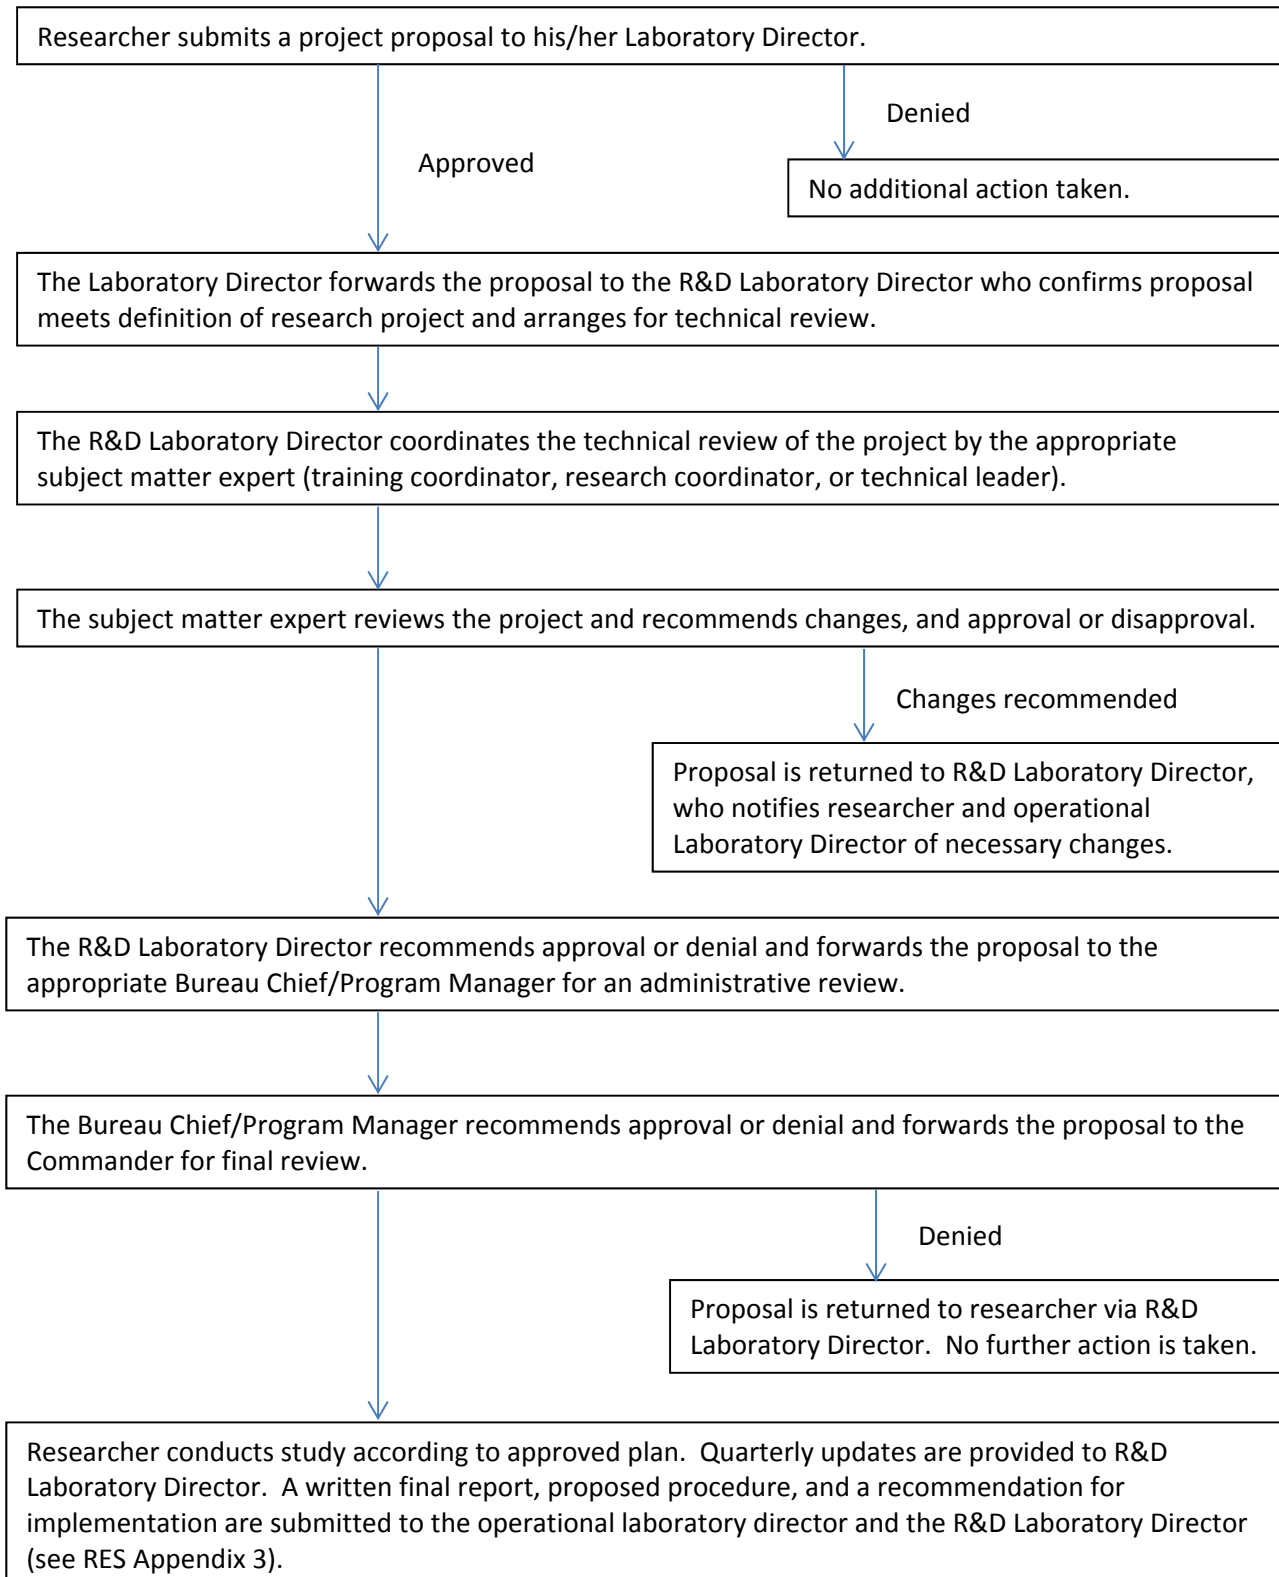 Researcher submits a project proposal to his/her Laboratory Director.
Denied
Approved
No additional action taken.
The Laboratory Director forwards the proposal to the R&D Laboratory Director who confirms proposal
meets definition of research project and arranges for technical review.
The R&D Laboratory Director coordinates the technical review of the project by the appropriate
subject matter expert (training coordinator, research coordinator, or technical leader).
The subject matter expert reviews the project and recommends changes, and approval or disapproval.
Changes recommended
Proposal is returned to R&D Laboratory Director,
who notifies researcher and operational
Laboratory Director of necessary changes.
The R&D Laboratory Director recommends approval or denial and forwards the proposal to the
appropriate Bureau Chief/Program Manager for an administrative review.
The Bureau Chief/Program Manager recommends approval or denial and forwards the proposal to the
Commander for final review.
Denied
Proposal is returned to researcher via R&D
Laboratory Director.  No further action is taken.
Researcher conducts study according to approved plan.  Quarterly updates are provided to R&D
Laboratory Director.  A written final report, proposed procedure, and a recommendation for
implementation are submitted to the operational laboratory director and the R&D Laboratory Director
(see RES Appendix 3).